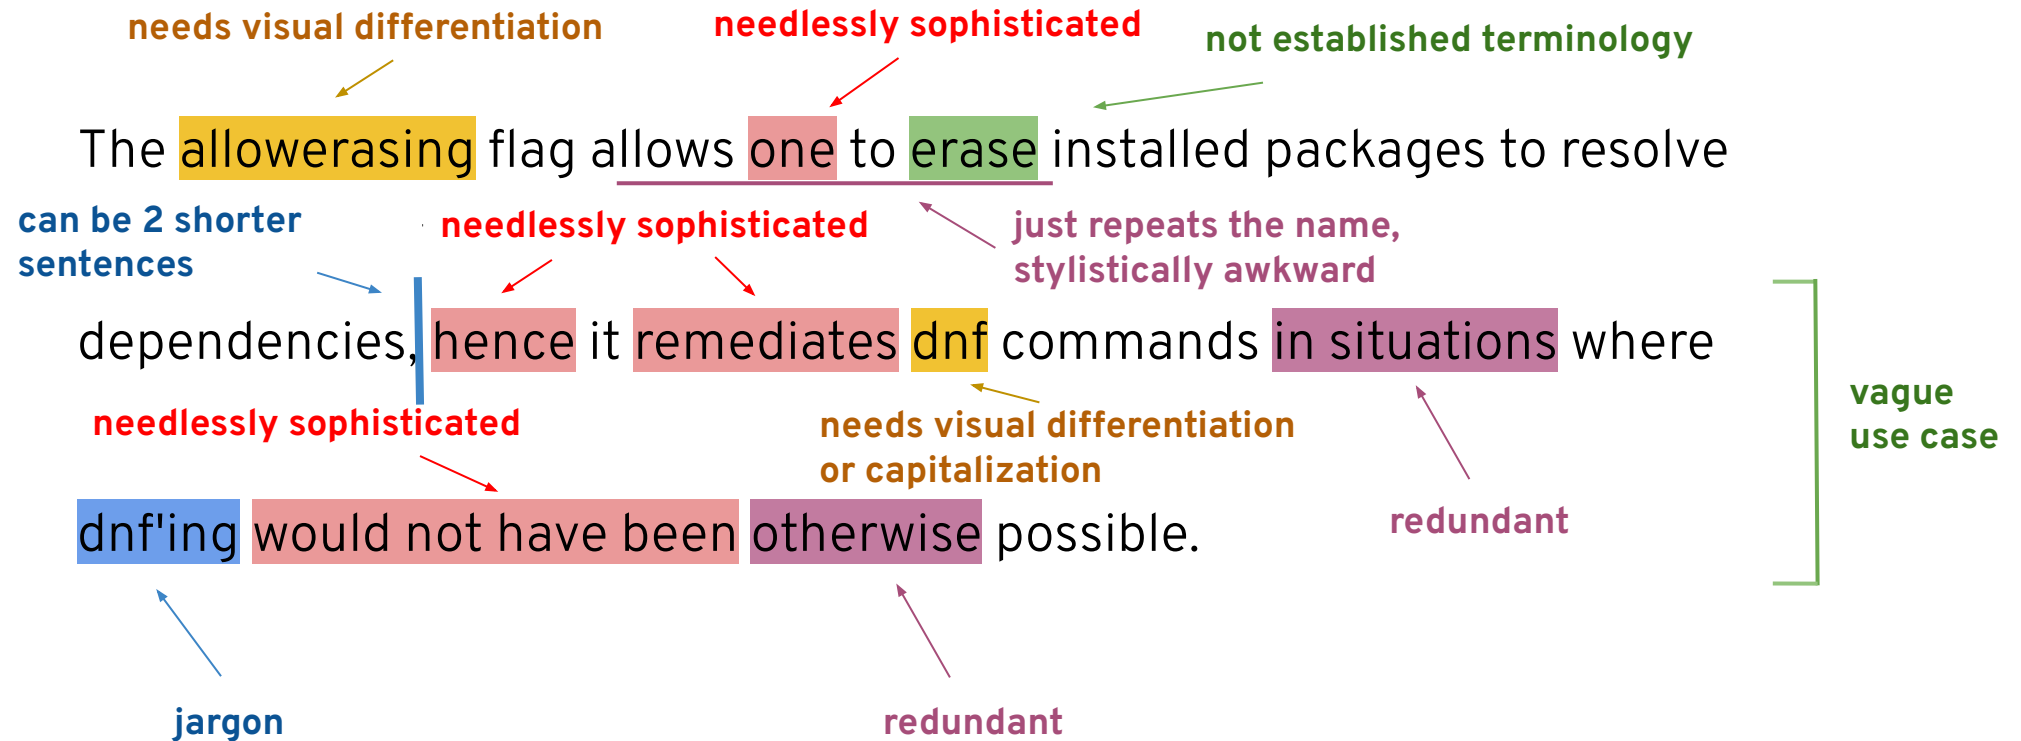 needs visual differentiation
needlessly sophisticated
not established terminology
The allowerasing flag allows one to erase installed packages to resolve
can be 2 shorter
sentences
needlessly sophisticated
just repeats the name,
stylistically awkward
dependencies, hence it remediates dnf commands in situations where
vague
use case
needlessly sophisticated
needs visual differentiation
or capitalization
redundant
dnf'ing would not have been otherwise possible.
jargon
redundant